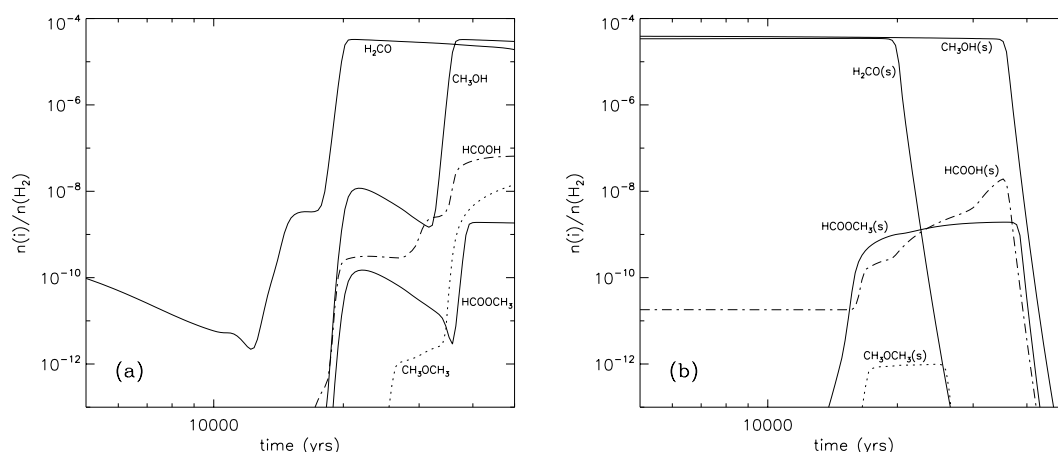 10⁻⁴
10⁻⁶
10⁻⁸
10⁻¹⁰
10⁻¹²
n(i)/n(H₂)
H₂CO
CH₃OH
HCOOH
HCOOCH₃
CH₃OCH₃
(a)
10000
time (yrs)
10⁻⁴
10⁻⁶
10⁻⁸
10⁻¹⁰
10⁻¹²
n(i)/n(H₂)
CH₃OH(s)
H₂CO(s)
HCOOH(s)
HCOOCH₃(s)
CH₃OCH₃(s)
(b)
10000
time (yrs)